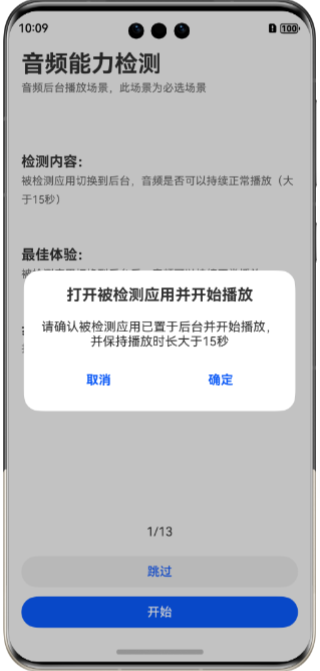 10:09
100
音频能力检测
音频后台播放场景，此场景为必选场景
检测内容：
被检测应用切换到后台，音频是否可以持续正常播放（大
于15秒）
最佳体验：
打开被检测应用并开始播放
请确认被检测应用已置于后台并开始播放，
并保持播放时长大于15秒
取消
确定
1/13
跳过
开始